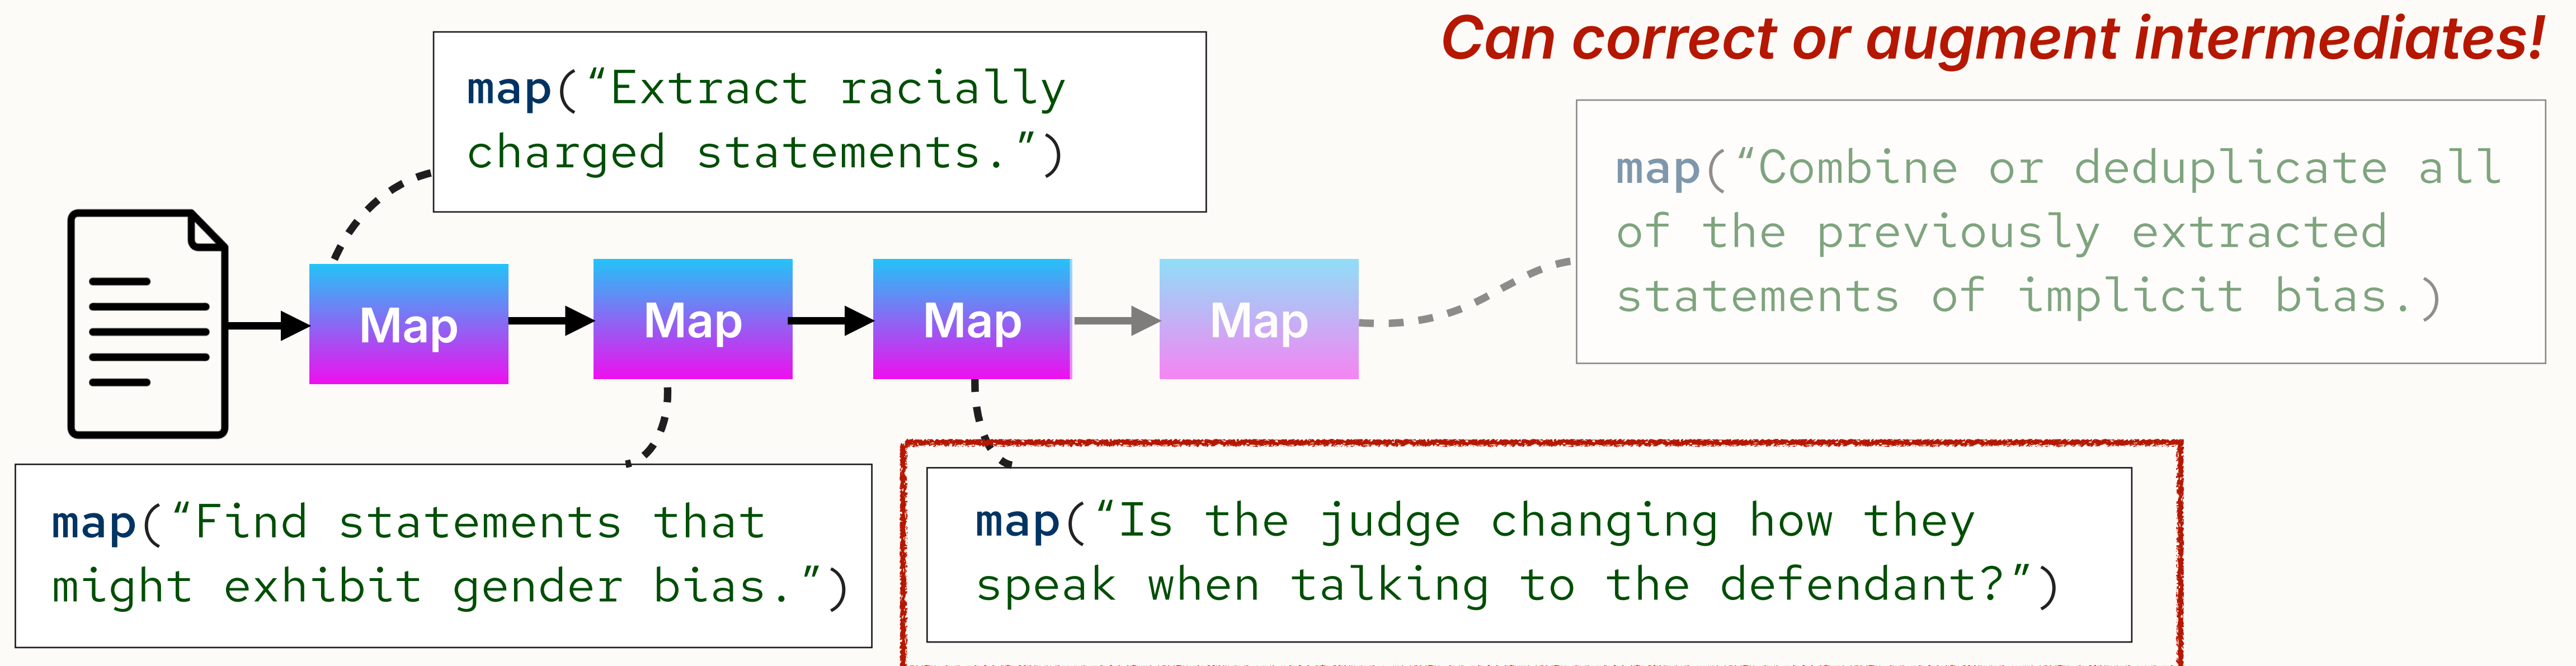 Can correct or augment intermediates!
map(“Extract racially
charged statements.”)
map(“Combine or deduplicate all
of the previously extracted
statements of implicit bias.)
Map
Map
Map
Map
map(“Find statements that
might exhibit gender bias.”)
map(“Is the judge changing how they
speak when talking to the defendant?”)